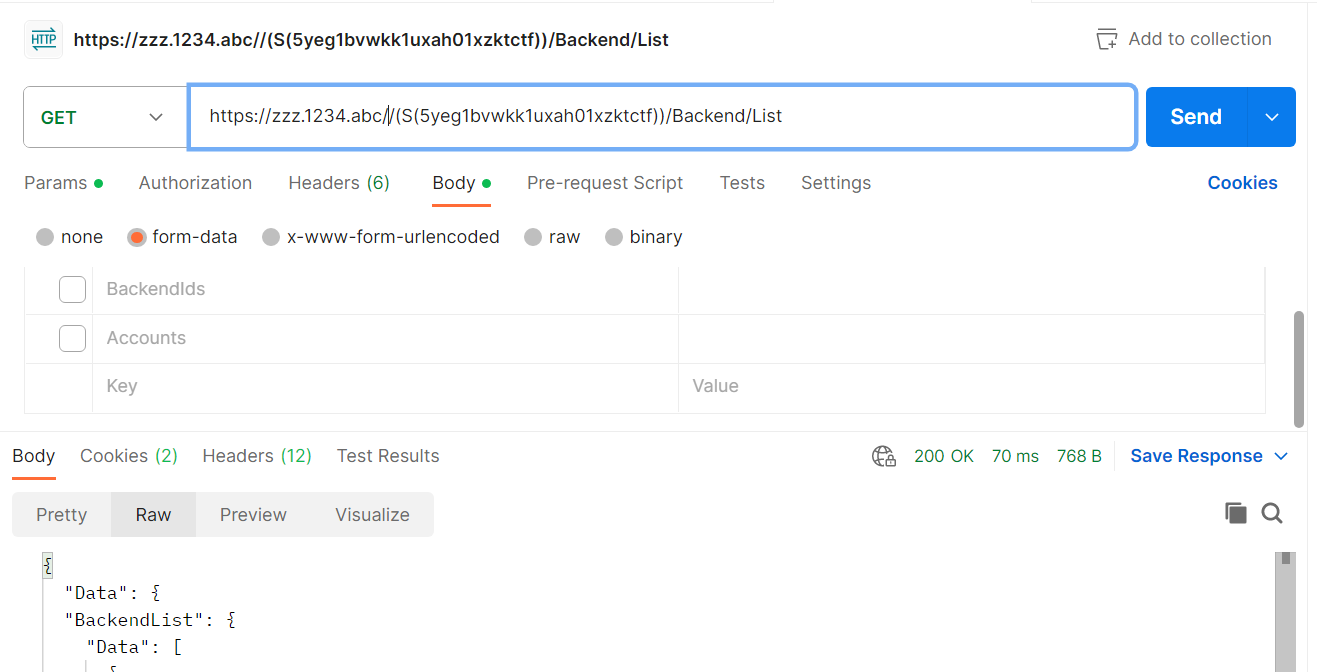 HTTP https://zzz.1234.abc//(S(5yeg1bvwkk1uxah01xzktctf))/Backend/List Add to collection
GET https://zzz.1234.abc//(S(5yeg1bvwkk1uxah01xzktctf))/Backend/List Send
Params Authorization Headers (6) Body Pre-request Script Tests Settings Cookies
none form-data x-www-form-urlencoded raw binary
BackendIds
Accounts
Key Value
Body Cookies (2) Headers (12) Test Results 200 OK 70 ms 768 B Save Response
Pretty Raw Preview Visualize
{
"Data": {
"BackendList": {
"Data": [
{